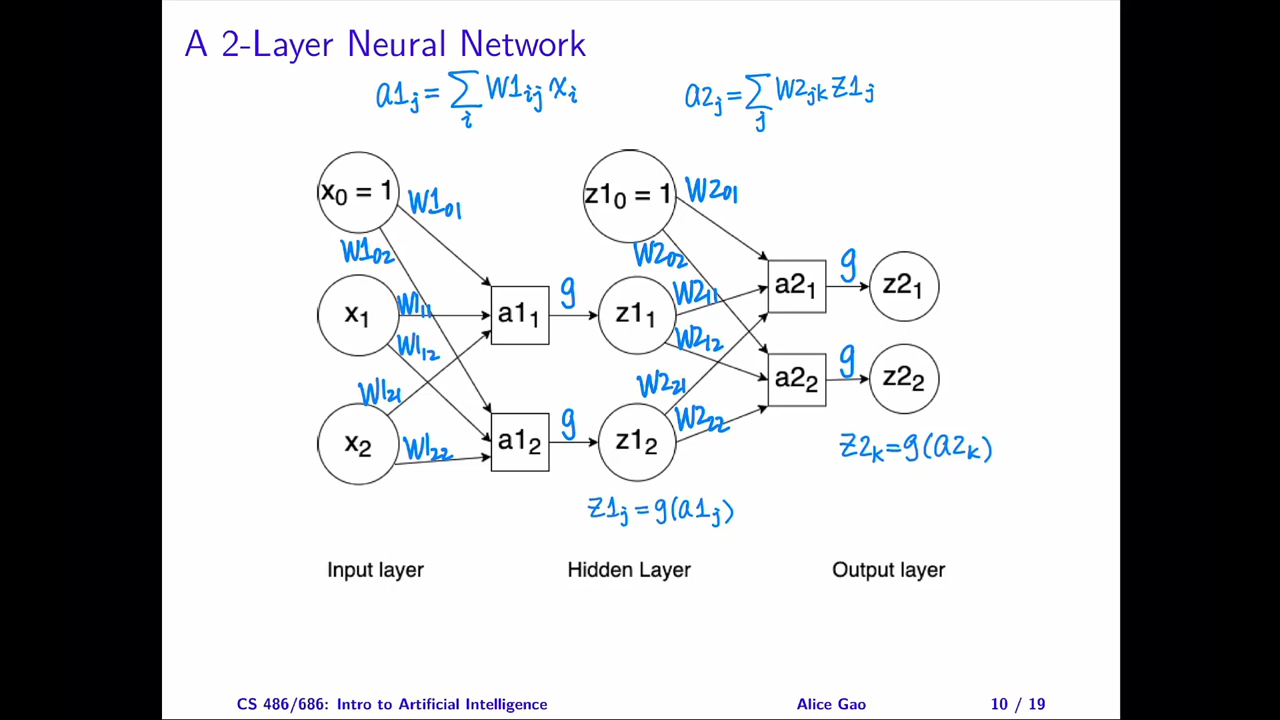 A 2-Layer Neural Network
a1ⱼ = ∑ᵢ W1ᵢⱼ xᵢ
a2ⱼ = ∑ⱼ W2ⱼₖ z1ⱼ
x₀ = 1
W1₀₁
W1₀₂
x₁
W1₁₁
W1₁₂
x₂
W1₂₁
W1₂₂
a1₁
g
a1₂
g
z1₀ = 1
W2₀₁
W2₀₂
z1₁
W2₁₁
W2₁₂
z1₂
W2₂₁
W2₂₂
a2₁
g
z2₁
a2₂
g
z2₂
z1ⱼ = g(a1ⱼ)
z2ₖ = g(a2ₖ)
Input layer
Hidden Layer
Output layer
CS 486/686: Intro to Artificial Intelligence
Alice Gao
10 / 19